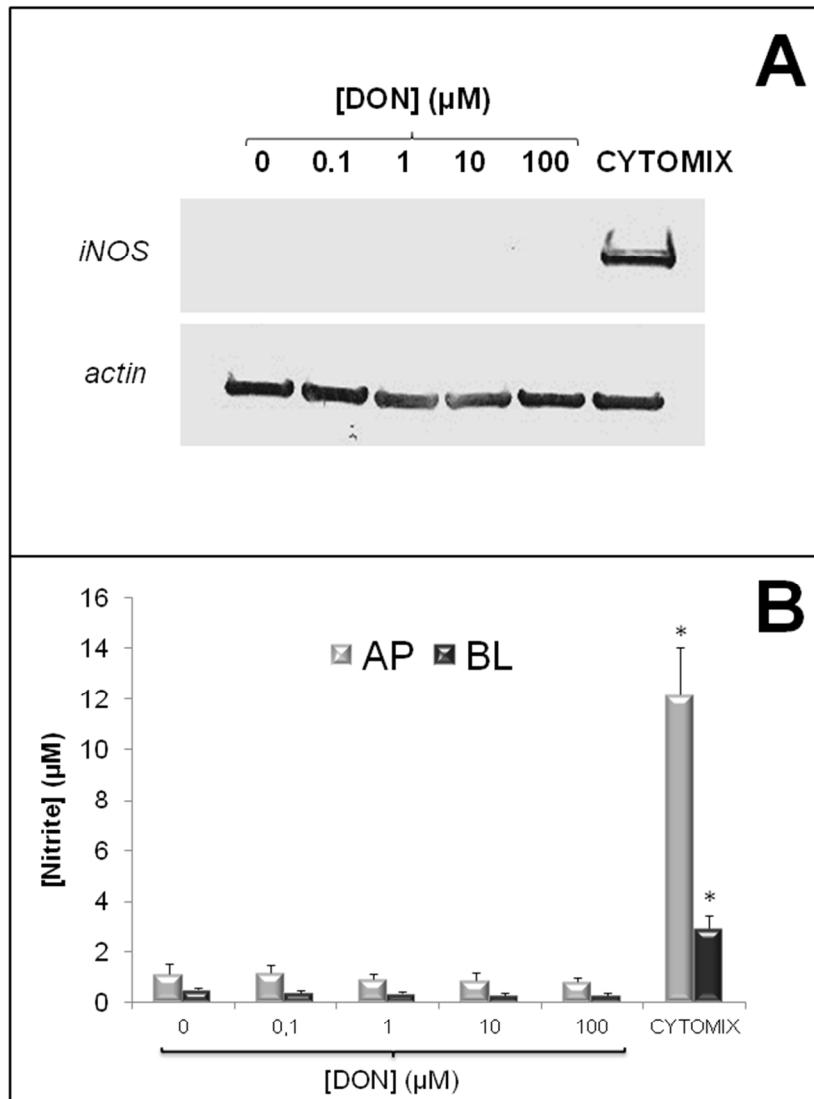 A
[DON] (µM)
0 0.1 1 10 100 CYTOMIX
iNOS
actin
B
16
14
12
10
8
6
4
2
0
[Nitrite] (µM)
AP BL
*
*
0 0,1 1 10 100 CYTOMIX
[DON] (µM)